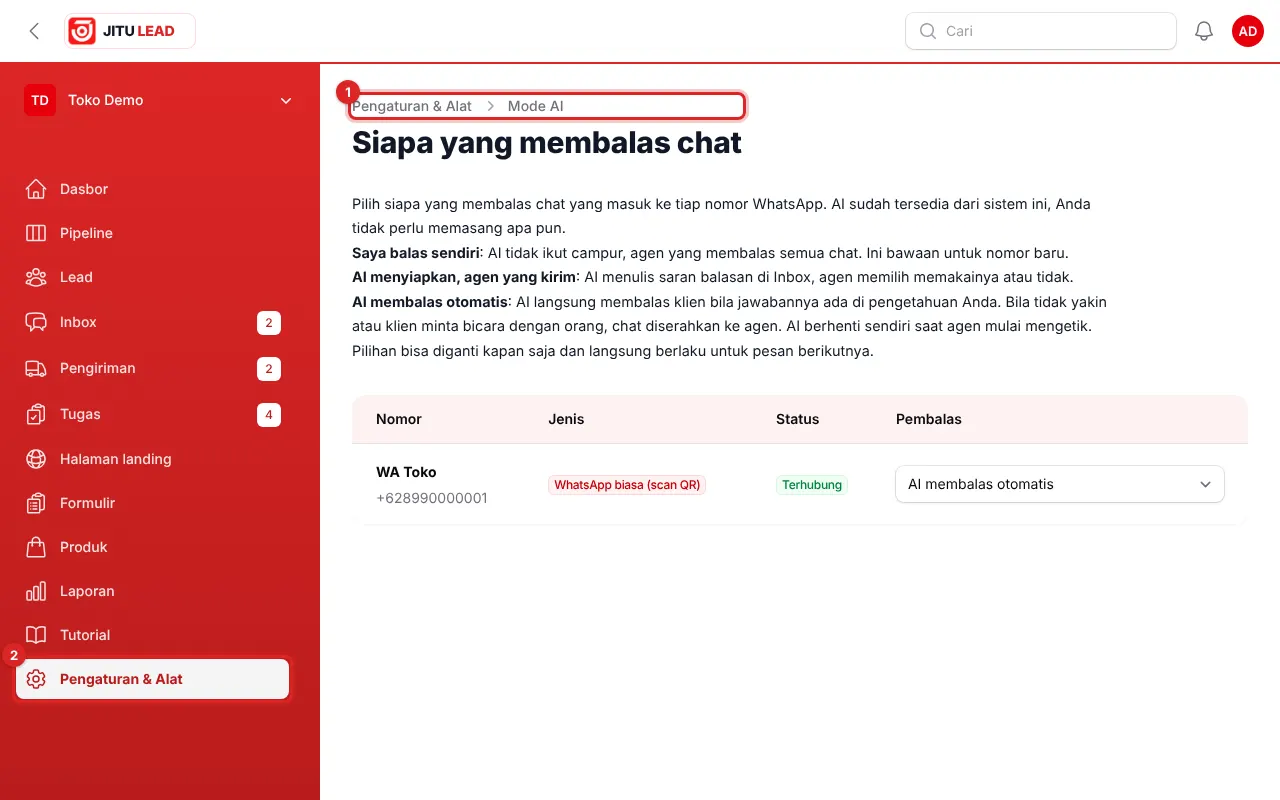 JITU LEAD
Cari
AD
TD
Toko Demo
Dasbor
Pipeline
Lead
Inbox
2
Pengiriman
2
Tugas
4
Halaman landing
Formulir
Produk
Laporan
Tutorial
2
Pengaturan & Alat
1
Pengaturan & Alat
Mode AI
Siapa yang membalas chat
Pilih siapa yang membalas chat yang masuk ke tiap nomor WhatsApp. AI sudah tersedia dari sistem ini, Anda
tidak perlu memasang apa pun.
Saya balas sendiri: AI tidak ikut campur, agen yang membalas semua chat. Ini bawaan untuk nomor baru.
AI menyiapkan, agen yang kirim: AI menulis saran balasan di Inbox, agen memilih memakainya atau tidak.
AI membalas otomatis: AI langsung membalas klien bila jawabannya ada di pengetahuan Anda. Bila tidak yakin
atau klien minta bicara dengan orang, chat diserahkan ke agen. AI berhenti sendiri saat agen mulai mengetik.
Pilihan bisa diganti kapan saja dan langsung berlaku untuk pesan berikutnya.
Nomor Jenis Status Pembalas
WA Toko
+628990000001
WhatsApp biasa (scan QR)
Terhubung
AI membalas otomatis